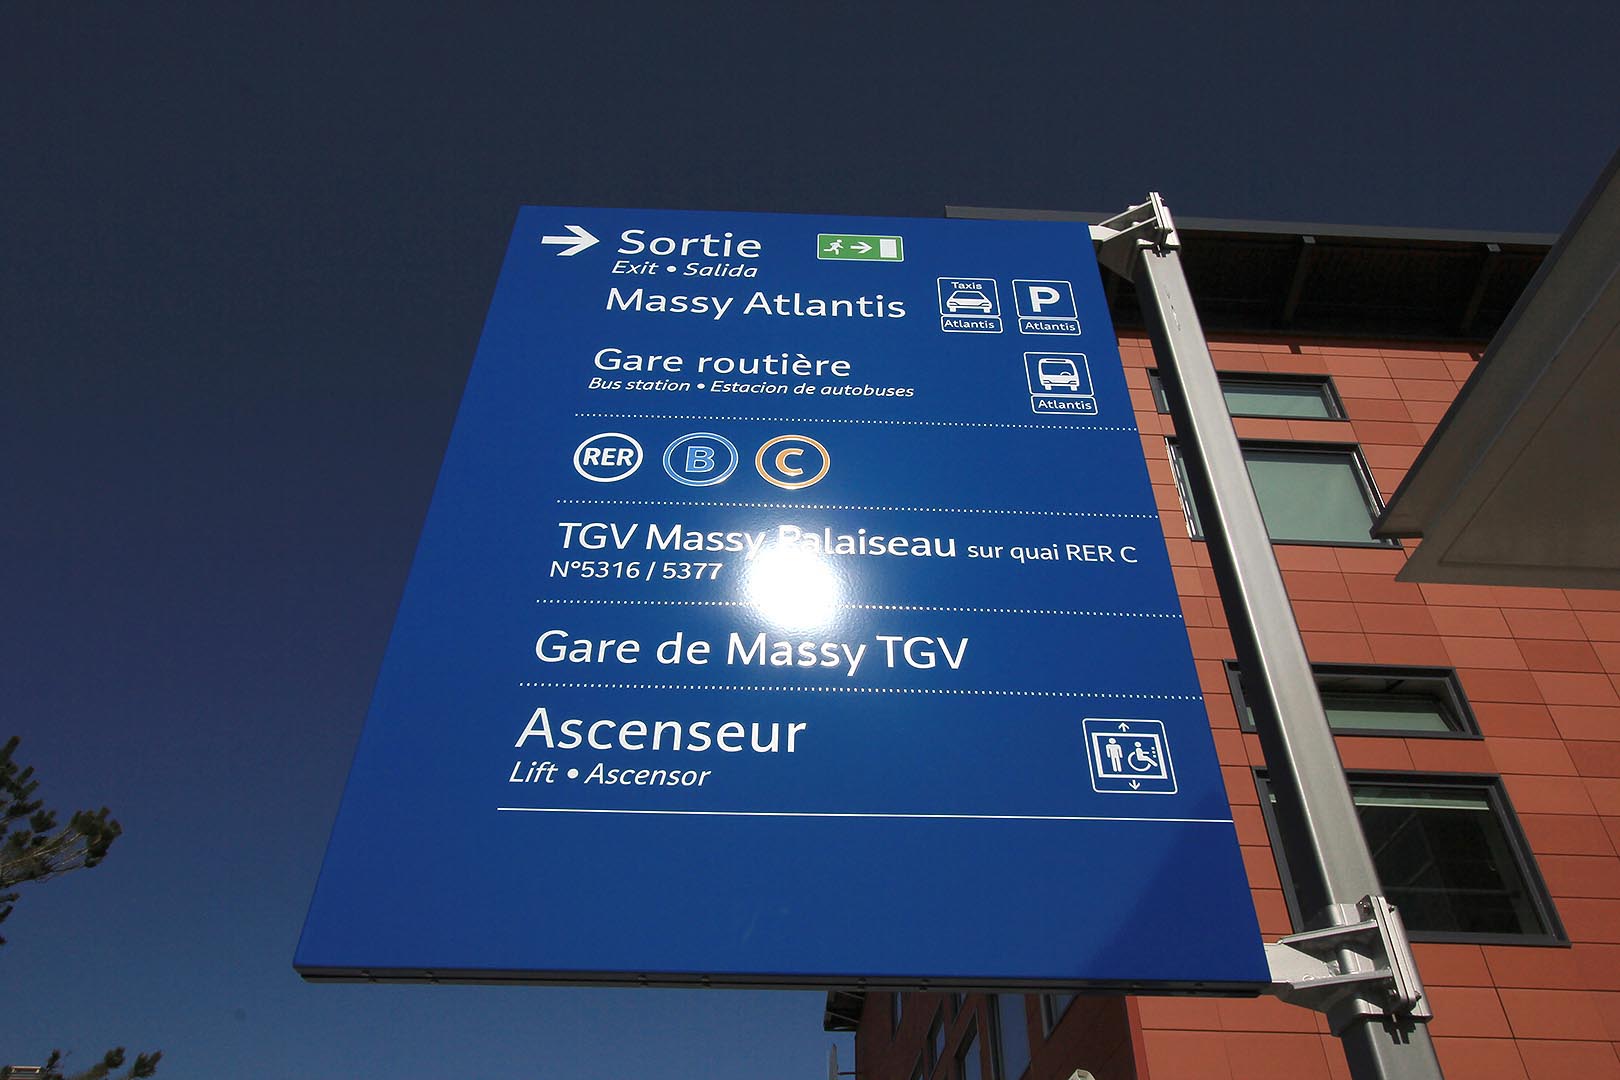 Sortie
Exit • Salida
Massy Atlantis
Taxis
Atlantis
P
Atlantis
Gare routière
Bus station • Estacion de autobuses
Atlantis
RER B C
TGV Massy Palaiseau sur quai RER C
N°5316 / 5377
Gare de Massy TGV
Ascenseur
Lift • Ascensor